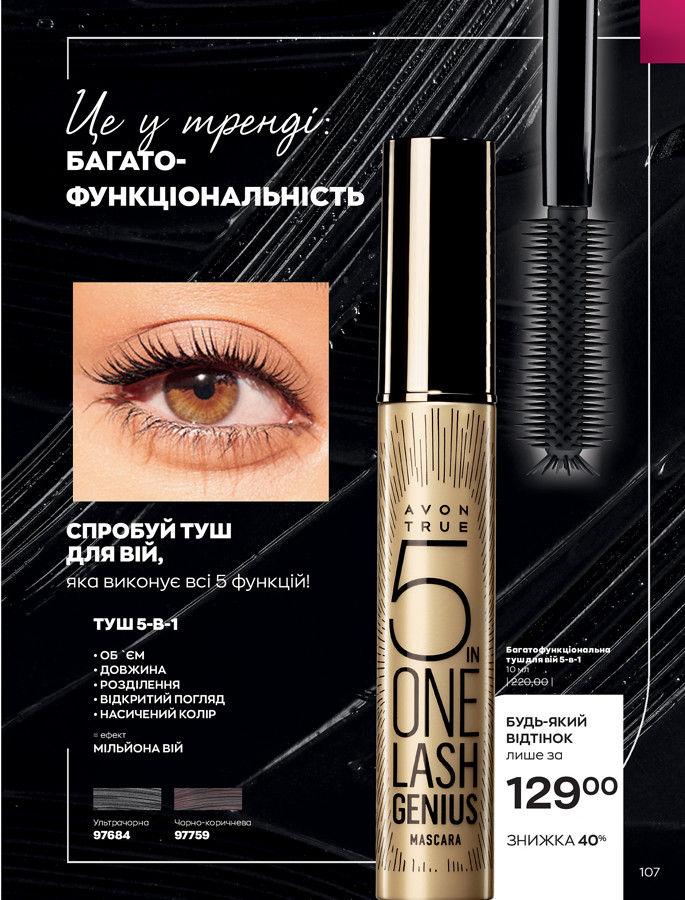 Це у тренді:
БАГАТО-
ФУНКЦІОНАЛЬНІСТЬ
СПРОБУЙ ТУШ
ДЛЯ ВІЙ,
яка виконує всі 5 функцій!
ТУШ 5-В-1
• ОБ`ЄМ
• ДОВЖИНА
• РОЗДІЛЕННЯ
• ВІДКРИТИЙ ПОГЛЯД
• НАСИЧЕНИЙ КОЛІР
= ефект
МІЛЬЙОНА ВІЙ
Ультрачорна
97684
Чорно-коричнева
97759
AVON
TRUE
5
IN
ONE
LASH
GENIUS
MASCARA
Багатофункціональна
туш для вій 5-в-1
10 мл
| 220,00 |
БУДЬ-ЯКИЙ
ВІДТІНОК
лише за
129⁰⁰
ЗНИЖКА 40%
107